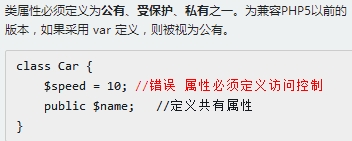 类属性必须定义为公有、受保护、私有之一。为兼容PHP5以前的
版本，如果采用 var 定义，则被视为公有。
class Car {
    $speed = 10; //错误 属性必须定义访问控制
    public $name;   //定义共有属性
}